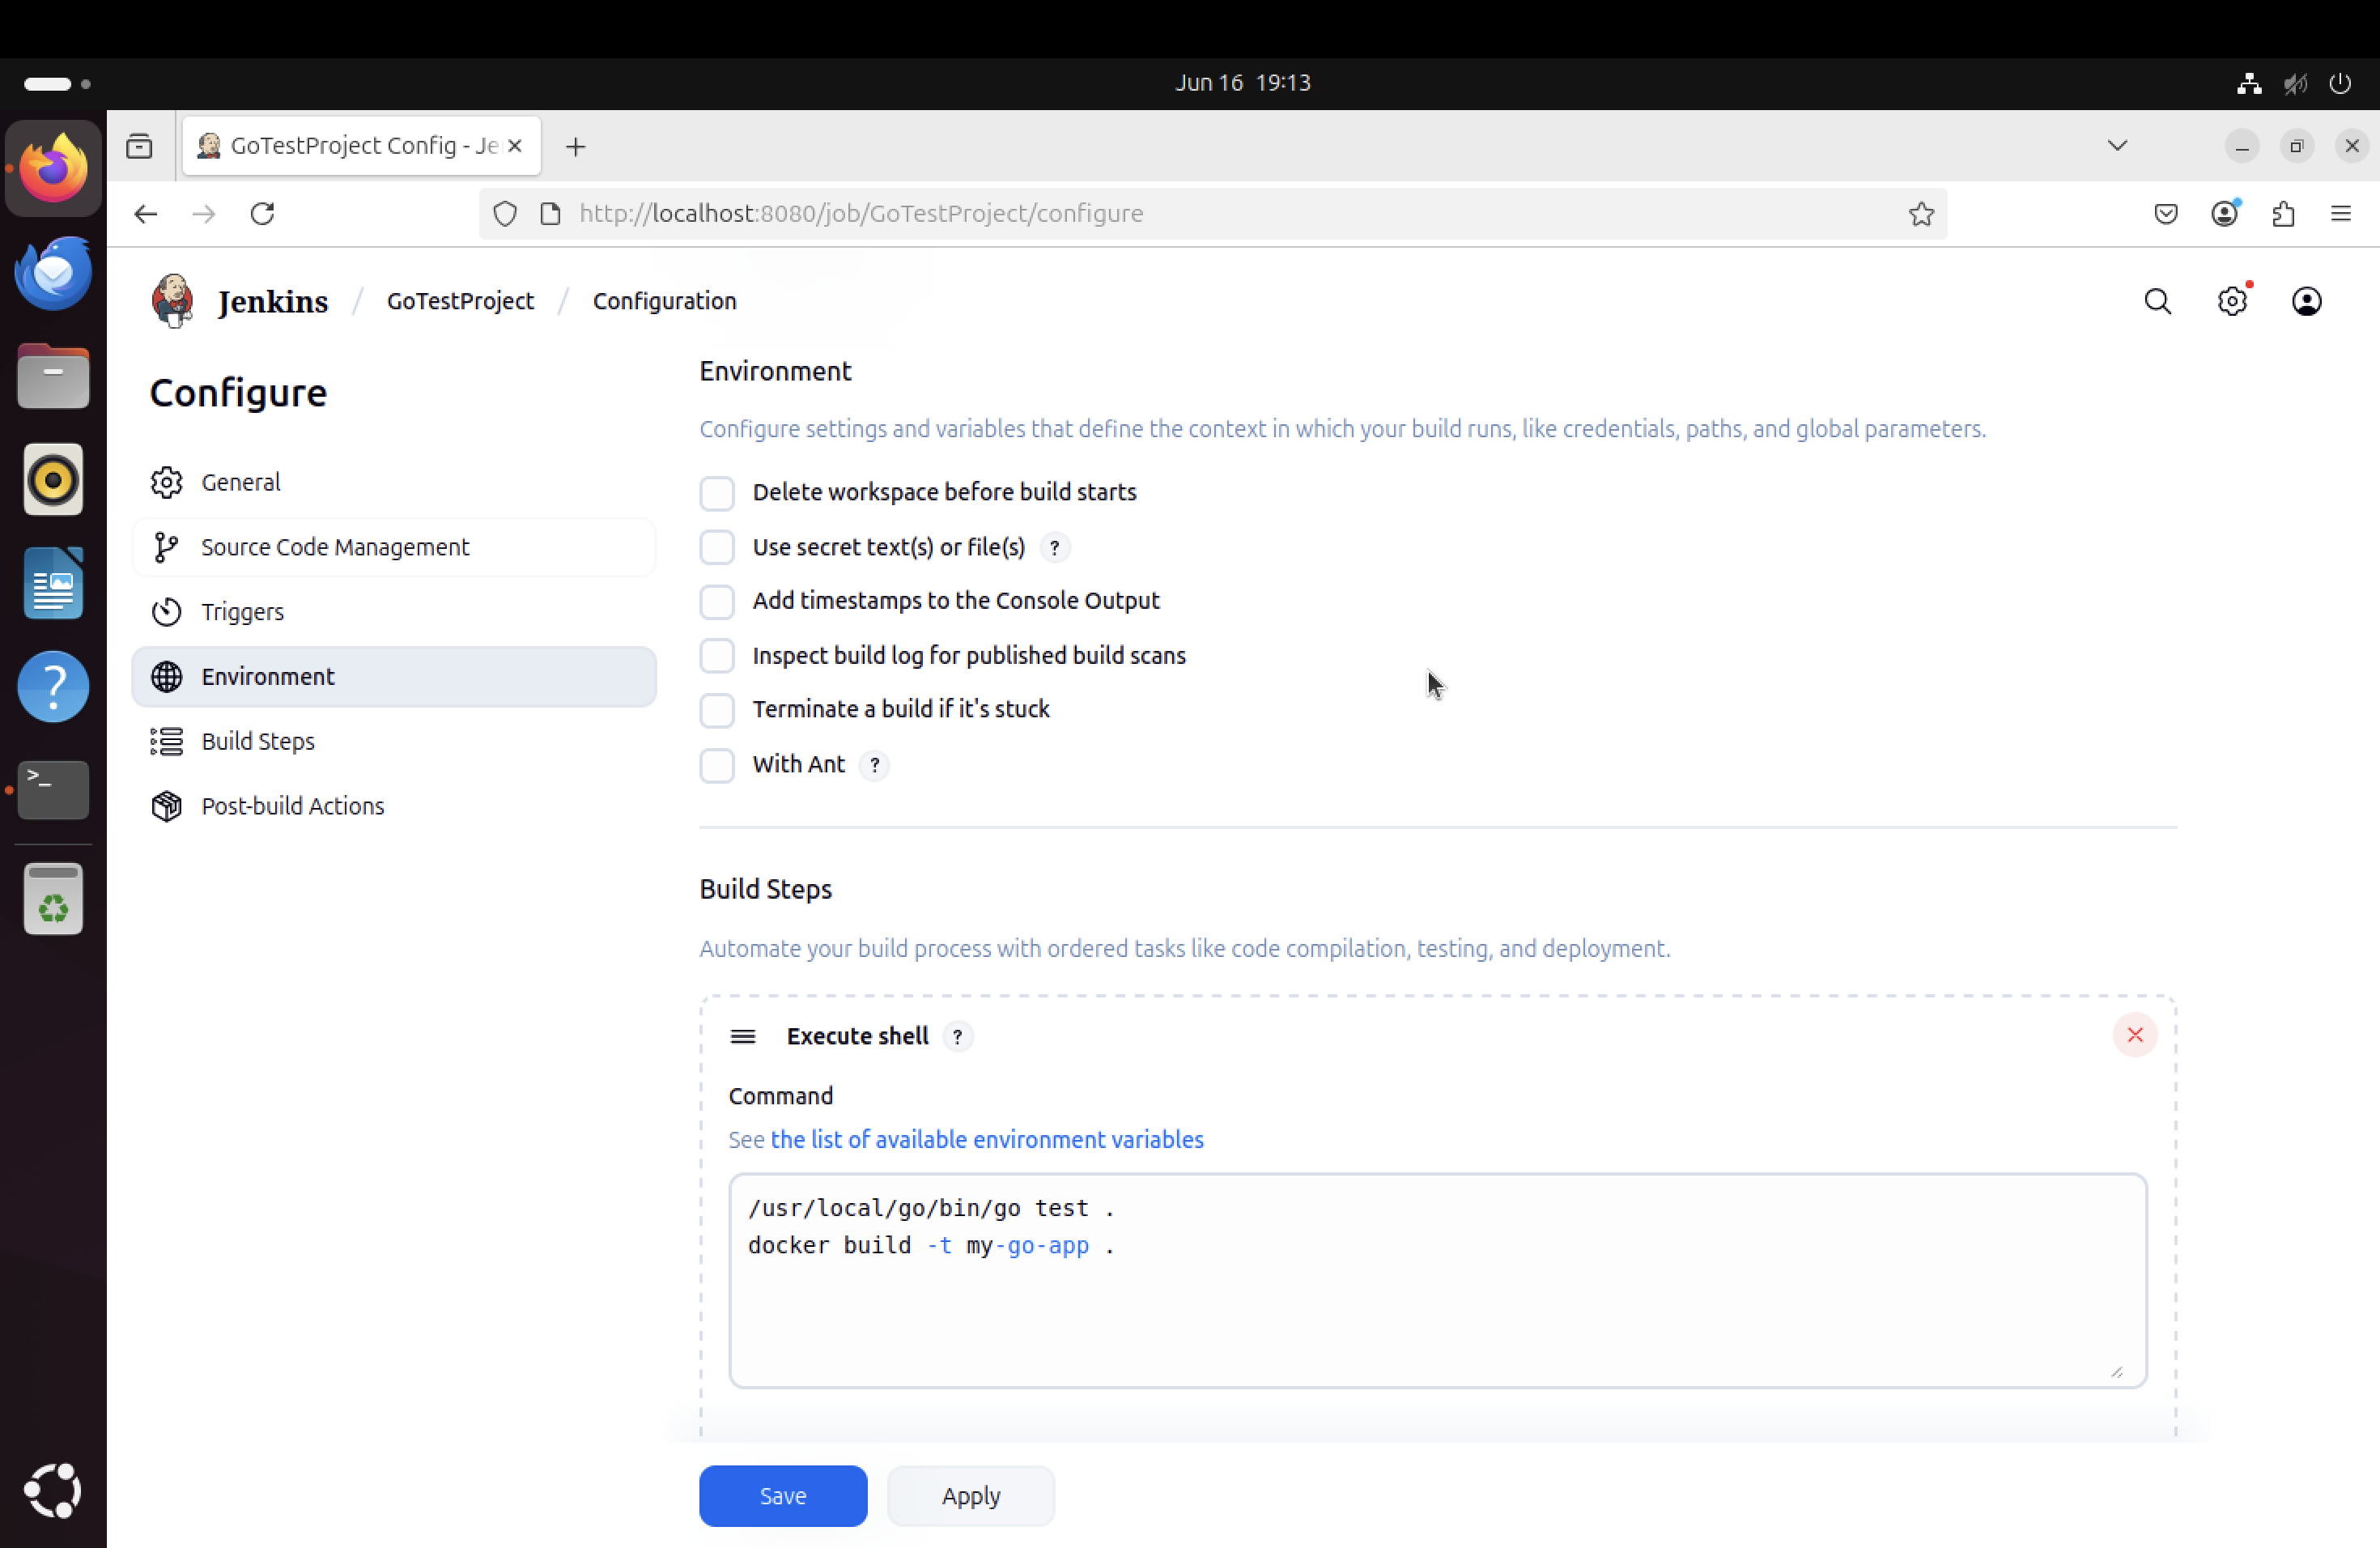 Jun 16 19:13
GoTestProject Config - Je
http://localhost:8080/job/GoTestProject/configure
Jenkins / GoTestProject / Configuration
Configure
General
Source Code Management
Triggers
Environment
Build Steps
Post-build Actions
Environment
Configure settings and variables that define the context in which your build runs, like credentials, paths, and global parameters.
Delete workspace before build starts
Use secret text(s) or file(s) ?
Add timestamps to the Console Output
Inspect build log for published build scans
Terminate a build if it's stuck
With Ant ?
Build Steps
Automate your build process with ordered tasks like code compilation, testing, and deployment.
Execute shell ?
Command
See the list of available environment variables
/usr/local/go/bin/go test .
docker build -t my-go-app .
Save Apply